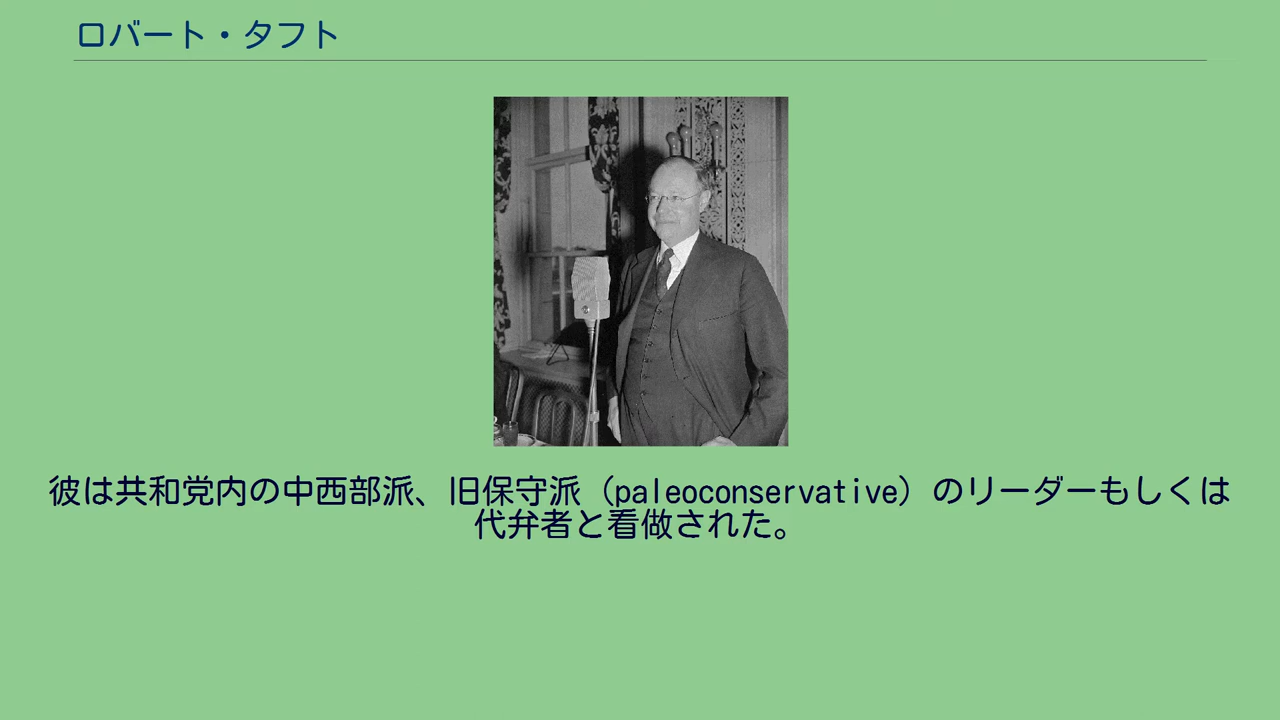 ロバート・タフト
彼は共和党内の中西部派、旧保守派（paleoconservative）のリーダーもしくは
代弁者と看做された。